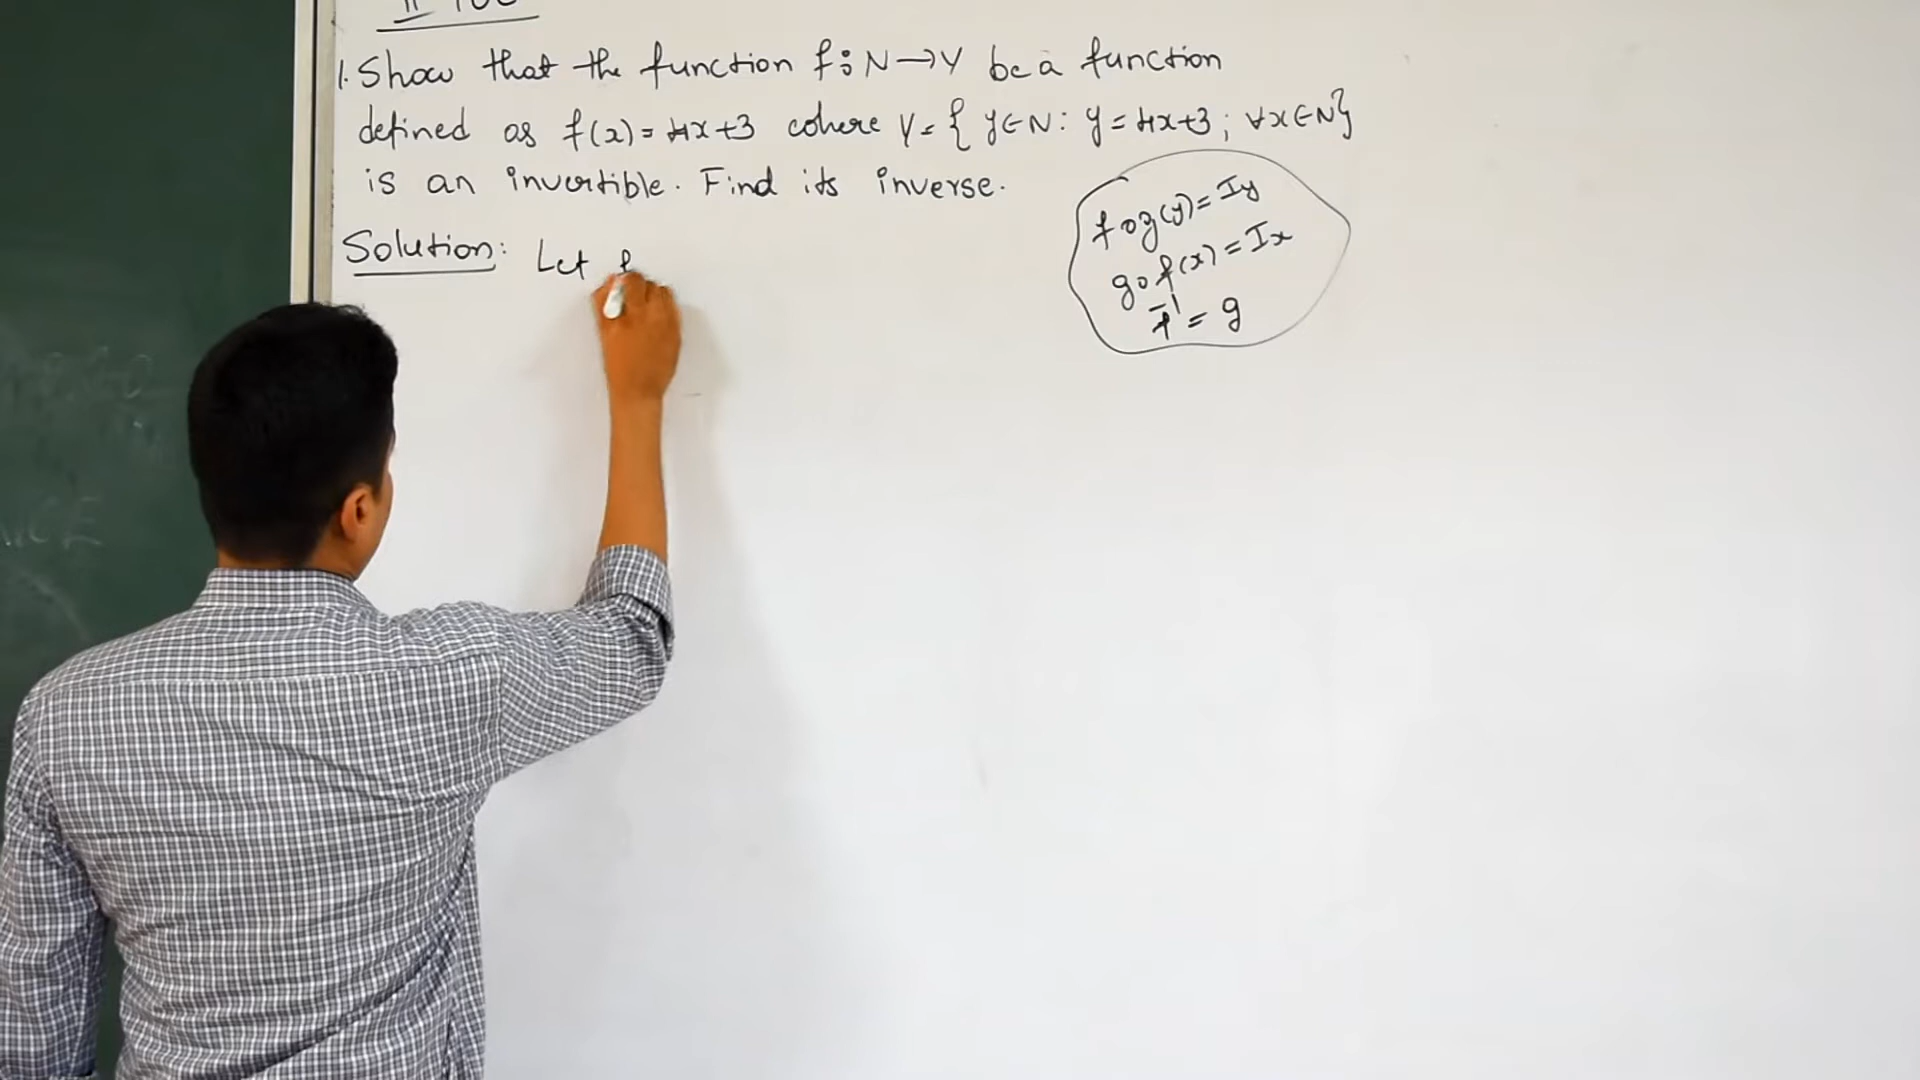 1. Show that the function f : N → Y be a function
defined as f(x) = 4x+3 where Y = { y ∈ N : y = 4x+3 ; ∀x ∈ N }
is an invertible. Find its inverse.
fog(y) = Iy
gof(x) = Ix
f⁻¹ = g
Solution: Let f